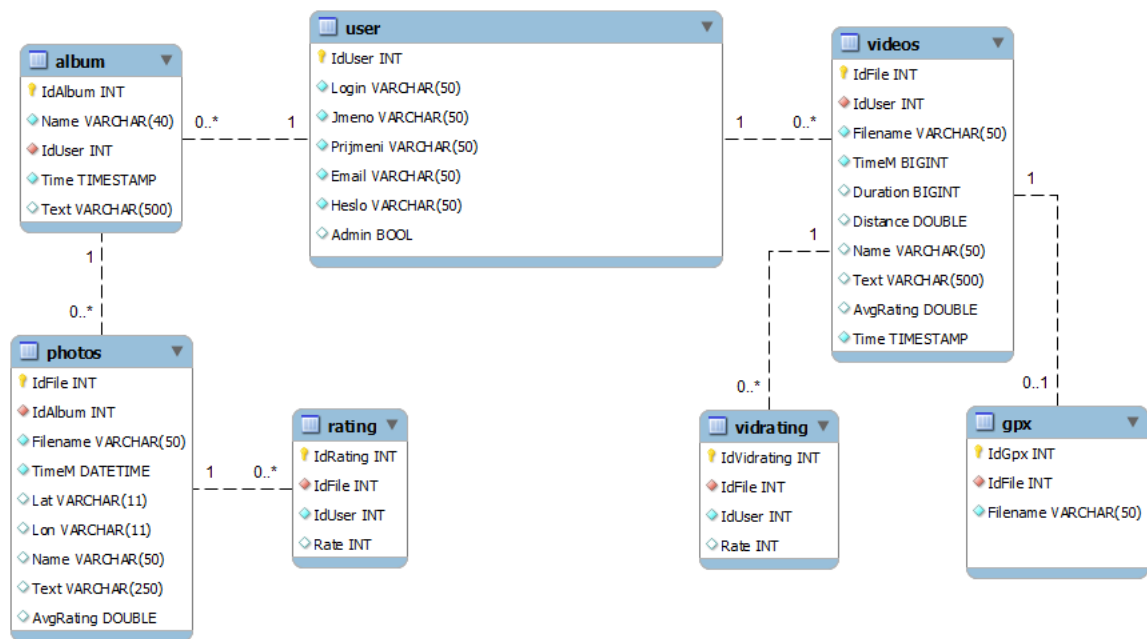 album
IdAlbum INT
Name VARCHAR(40)
IdUser INT
Time TIMESTAMP
Text VARCHAR(500)
0..*
1
user
IdUser INT
Login VARCHAR(50)
Jmeno VARCHAR(50)
Prijmeni VARCHAR(50)
Email VARCHAR(50)
Heslo VARCHAR(50)
Admin BOOL
1
0..*
videos
IdFile INT
IdUser INT
Filename VARCHAR(50)
TimeM BIGINT
Duration BIGINT
Distance DOUBLE
Name VARCHAR(50)
Text VARCHAR(500)
AvgRating DOUBLE
Time TIMESTAMP
1
0..*
photos
IdFile INT
IdAlbum INT
Filename VARCHAR(50)
TimeM DATETIME
Lat VARCHAR(11)
Lon VARCHAR(11)
Name VARCHAR(50)
Text VARCHAR(250)
AvgRating DOUBLE
1
0..*
rating
IdRating INT
IdFile INT
IdUser INT
Rate INT
1
0..*
vidrating
IdVidrating INT
IdFile INT
IdUser INT
Rate INT
1
0..1
gpx
IdGpx INT
IdFile INT
Filename VARCHAR(50)